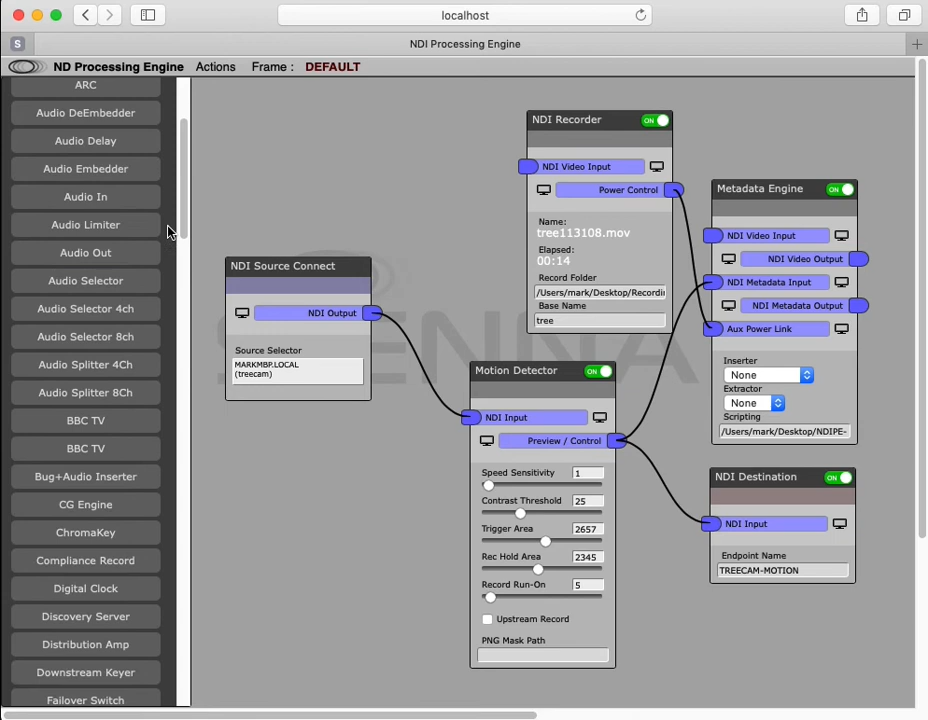 localhost
S
NDI Processing Engine
ND Processing Engine Actions Frame : DEFAULT
ARC
Audio DeEmbedder
Audio Delay
Audio Embedder
Audio In
Audio Limiter
Audio Out
Audio Selector
Audio Selector 4ch
Audio Selector 8ch
Audio Splitter 4Ch
Audio Splitter 8Ch
BBC TV
BBC TV
Bug+Audio Inserter
CG Engine
ChromaKey
Compliance Record
Digital Clock
Discovery Server
Distribution Amp
Downstream Keyer
Failover Switch
SIENNA
NDI Source Connect
NDI Output
Source Selector
MARKMBP.LOCAL
(treecam)
NDI Recorder
ON
NDI Video Input
Power Control
Name:
tree113108.mov
Elapsed:
00:14
Record Folder
/Users/mark/Desktop/Recordi
Base Name
tree
Motion Detector
ON
NDI Input
Preview / Control
Speed Sensitivity 1
Contrast Threshold 25
Trigger Area 2657
Rec Hold Area 2345
Record Run-On 5
Upstream Record
PNG Mask Path
Metadata Engine
ON
NDI Video Input
NDI Video Output
NDI Metadata Input
NDI Metadata Output
Aux Power Link
Inserter
None
Extractor
None
Scripting
/Users/mark/Desktop/NDIPE-
NDI Destination
ON
NDI Input
Endpoint Name
TREECAM-MOTION